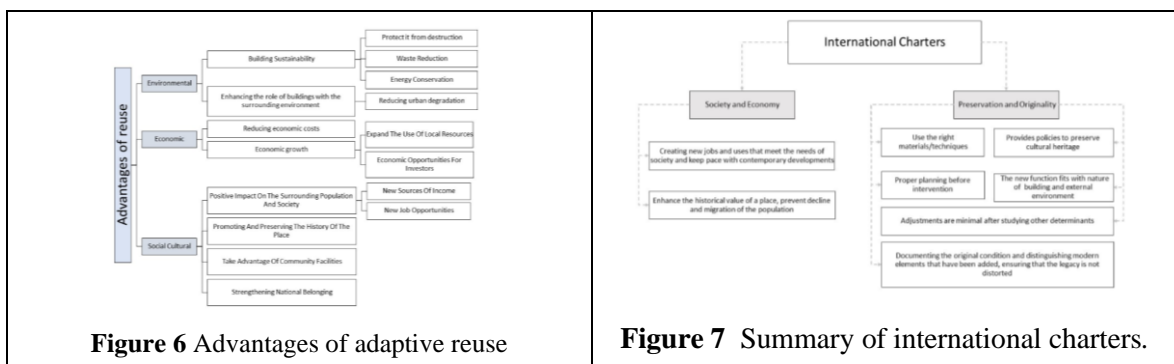 Advantages of reuse
Environmental
Building Sustainability
Protect it from destruction
Waste Reduction
Energy Conservation
Enhancing the role of buildings with the
surrounding environment
Reducing urban degradation
Economic
Reducing economic costs
Economic growth
Expand The Use Of Local Resources
Economic Opportunities For
Investors
Social Cultural
Positive Impact On The Surrounding Population
And Society
New Sources Of Income
New Job Opportunities
Promoting And Preserving The History Of The
Place
Take Advantage Of Community Facilities
Strengthening National Belonging
Figure 6 Advantages of adaptive reuse
International Charters
Society and Economy
Creating new jobs and uses that meet the needs of
society and keep pace with contemporary developments
Enhance the historical value of a place, prevent decline
and migration of the population
Preservation and Originality
Use the right
materials/techniques
Provides policies to preserve
cultural heritage
Proper planning before
intervention
The new function fits with nature
of building and external
environment
Adjustments are minimal after studying other determinants
Documenting the original condition and distinguishing modern
elements that have been added, ensuring that the legacy is not
distorted
Figure 7 Summary of international charters.